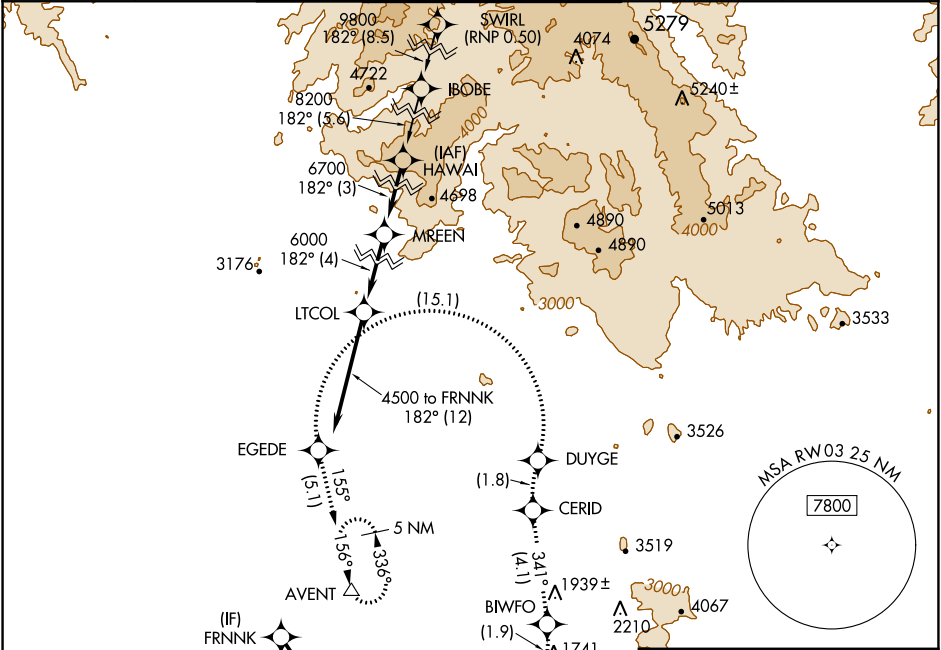 9800
182° (8.5)
SWIRL
(RNP 0.50)
4074
5279
4722
IBOBE
5240±
8200
182° (5.6)
4000
(IAF)
HAWAI
6700
182° (3)
4698
5013
4890
4000
6000
182° (4)
MREEN
4890
3176
3000
(15.1)
LTCOL
3533
4500 to FRNNK
182° (12)
3526
EGEDE
DUYGE
MSA RW03 25 NM
155°
(5.1)
(1.8)
7800
CERID
5 NM
3519
156°
336°
341°
(4.1)
1939±
3000
AVENT
BIWFO
4067
2210
(IF)
FRNNK
(1.9)
1741